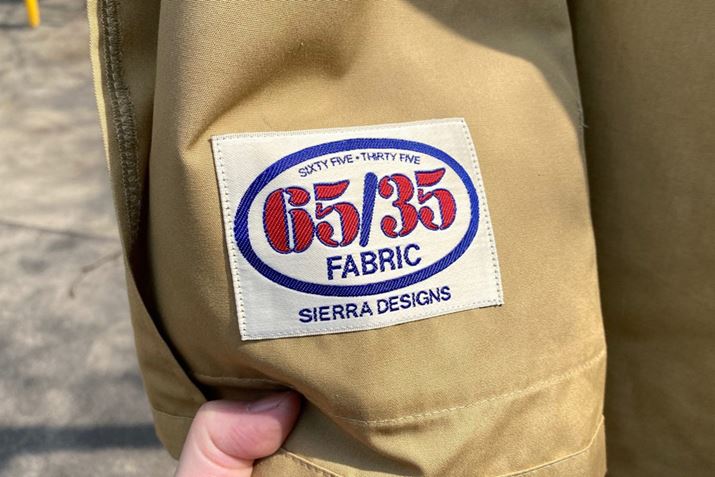 SIXTY FIVE • THIRTY FIVE
65/35
FABRIC
SIERRA DESIGNS